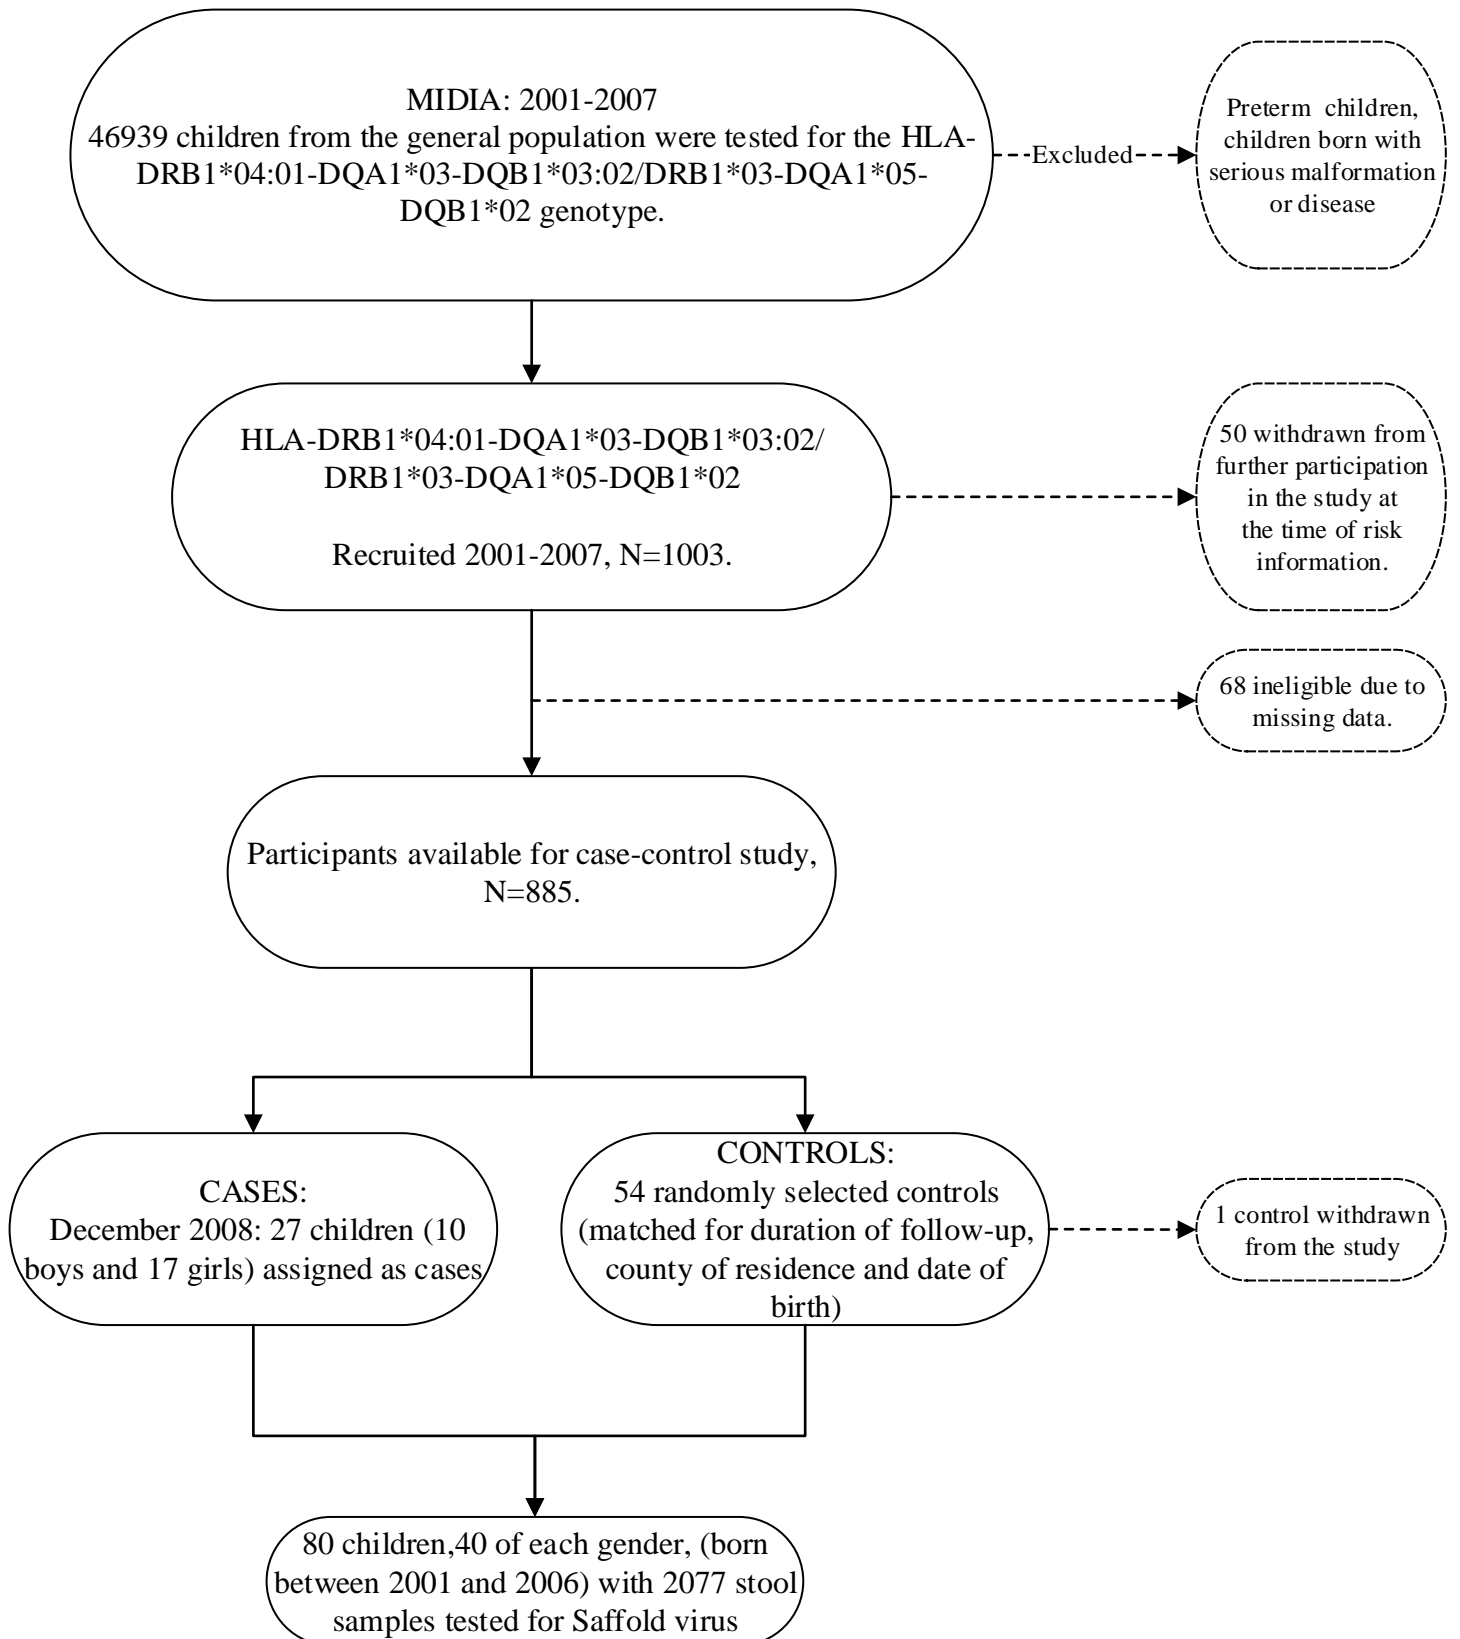 MIDIA: 2001-2007
46939 children from the general population were tested for the HLA-
DRB1*04:01-DQA1*03-DQB1*03:02/DRB1*03-DQA1*05-
DQB1*02 genotype.
Excluded
Preterm children,
children born with
serious malformation
or disease
HLA-DRB1*04:01-DQA1*03-DQB1*03:02/
DRB1*03-DQA1*05-DQB1*02
Recruited 2001-2007, N=1003.
50 withdrawn from
further participation
in the study at
the time of risk
information.
68 ineligible due to
missing data.
Participants available for case-control study,
N=885.
CASES:
December 2008: 27 children (10
boys and 17 girls) assigned as cases
CONTROLS:
54 randomly selected controls
(matched for duration of follow-up,
county of residence and date of
birth)
1 control withdrawn
from the study
80 children,40 of each gender, (born
between 2001 and 2006) with 2077 stool
samples tested for Saffold virus